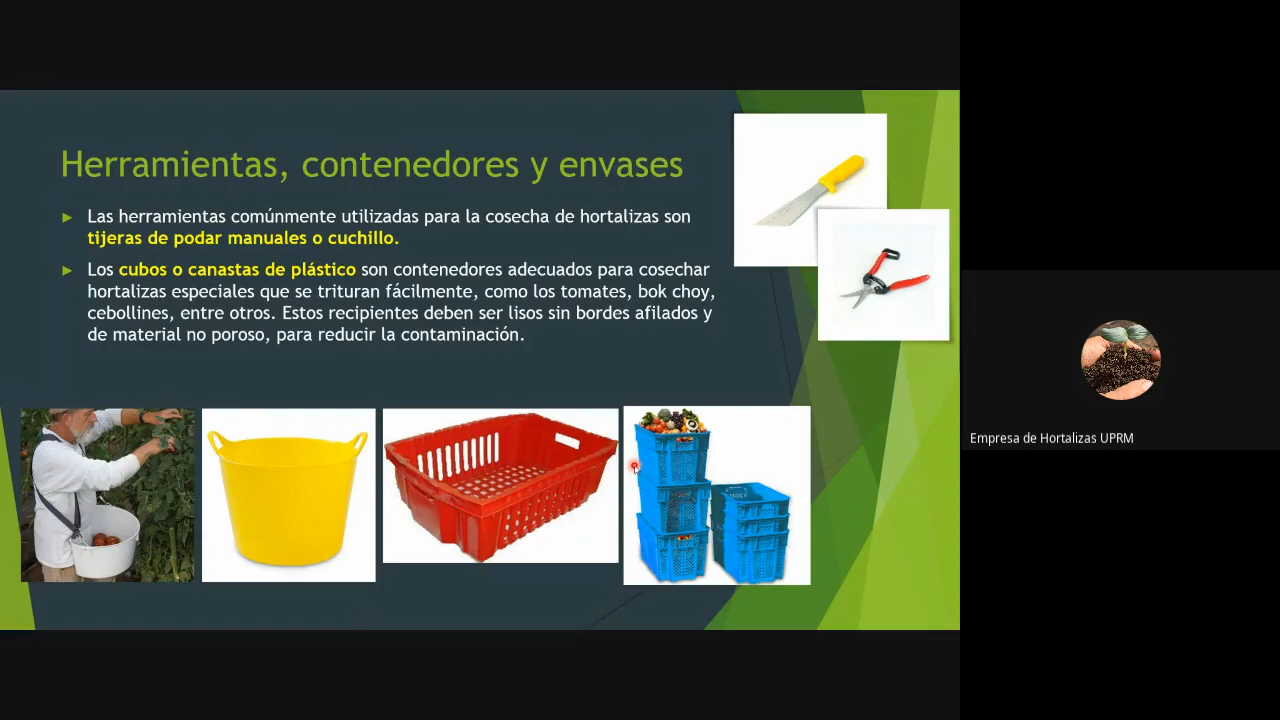 Herramientas, contenedores y envases
Las herramientas comúnmente utilizadas para la cosecha de hortalizas son
tijeras de podar manuales o cuchillo.
Los cubos o canastas de plástico son contenedores adecuados para cosechar
hortalizas especiales que se trituran fácilmente, como los tomates, bok choy,
cebollines, entre otros. Estos recipientes deben ser lisos sin bordes afilados y
de material no poroso, para reducir la contaminación.
Empresa de Hortalizas UPRM